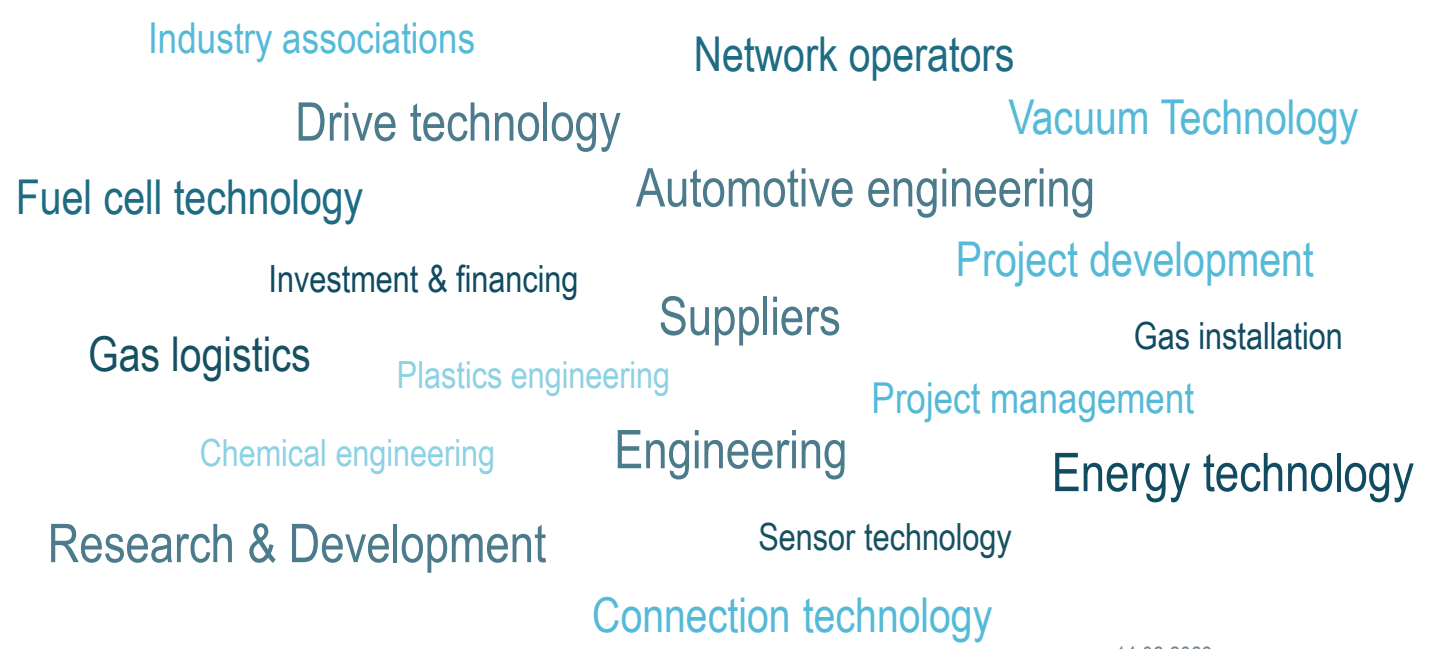 Industry associations
Network operators
Drive technology
Vacuum Technology
Fuel cell technology
Automotive engineering
Project development
Investment & financing
Suppliers
Gas installation
Gas logistics
Plastics engineering
Project management
Chemical engineering
Engineering
Energy technology
Research & Development
Sensor technology
Connection technology